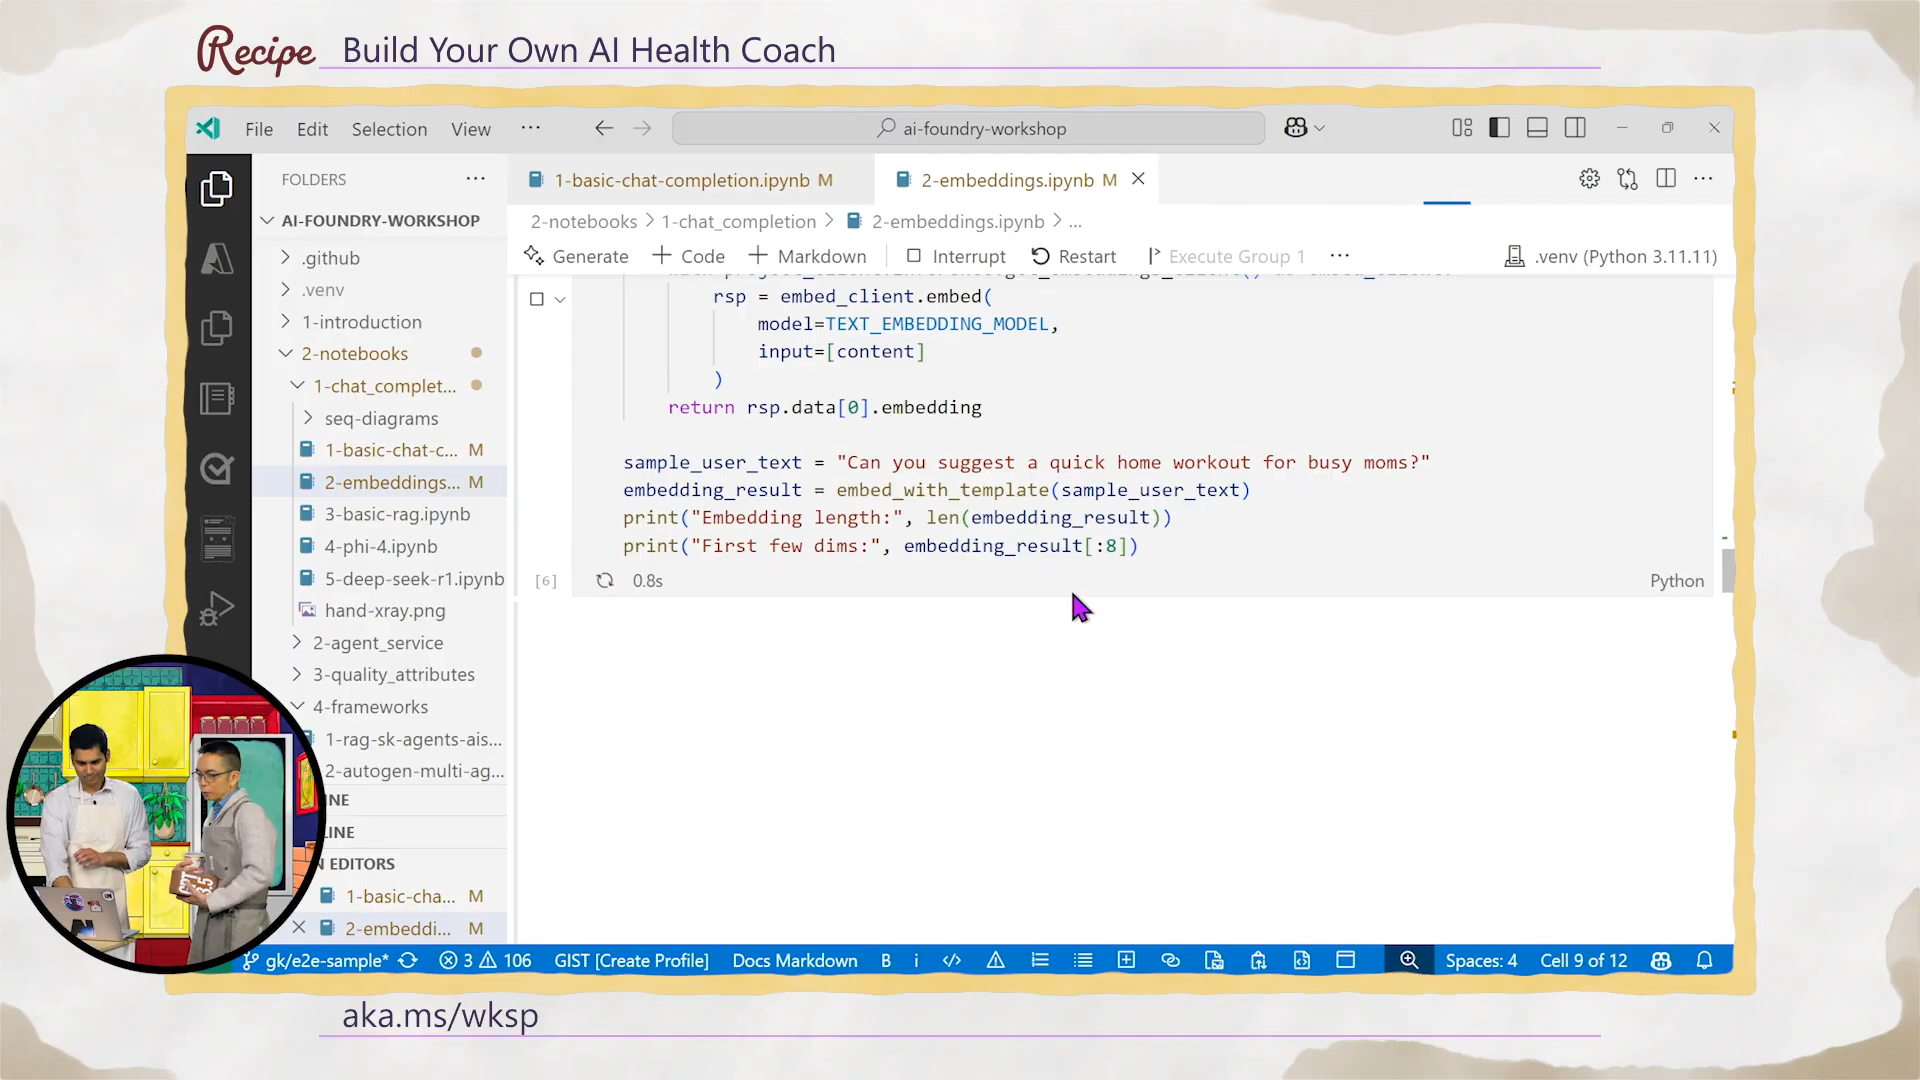 Recipe Build Your Own AI Health Coach
File Edit Selection View ··· ai-foundry-workshop
FOLDERS ···
1-basic-chat-completion.ipynb M
2-embeddings.ipynb M
AI-FOUNDRY-WORKSHOP
2-notebooks > 1-chat_completion > 2-embeddings.ipynb > ...
Generate + Code + Markdown Interrupt Restart Execute Group 1 ··· .venv (Python 3.11.11)
.github
.venv
1-introduction
2-notebooks
1-chat_complet...
seq-diagrams
1-basic-chat-c... M
2-embeddings... M
3-basic-rag.ipynb
4-phi-4.ipynb
5-deep-seek-r1.ipynb
hand-xray.png
2-agent_service
3-quality_attributes
4-frameworks
1-rag-sk-agents-ais...
2-autogen-multi-ag...
INE
LINE
N EDITORS
1-basic-cha... M
2-embeddi... M
rsp = embed_client.embed(
model=TEXT_EMBEDDING_MODEL,
input=[content]
)
return rsp.data[0].embedding
sample_user_text = "Can you suggest a quick home workout for busy moms?"
embedding_result = embed_with_template(sample_user_text)
print("Embedding length:", len(embedding_result))
print("First few dims:", embedding_result[:8])
[6] 0.8s Python
gk/e2e-sample* 3 106 GIST [Create Profile] Docs Markdown B i </> Spaces: 4 Cell 9 of 12
aka.ms/wksp